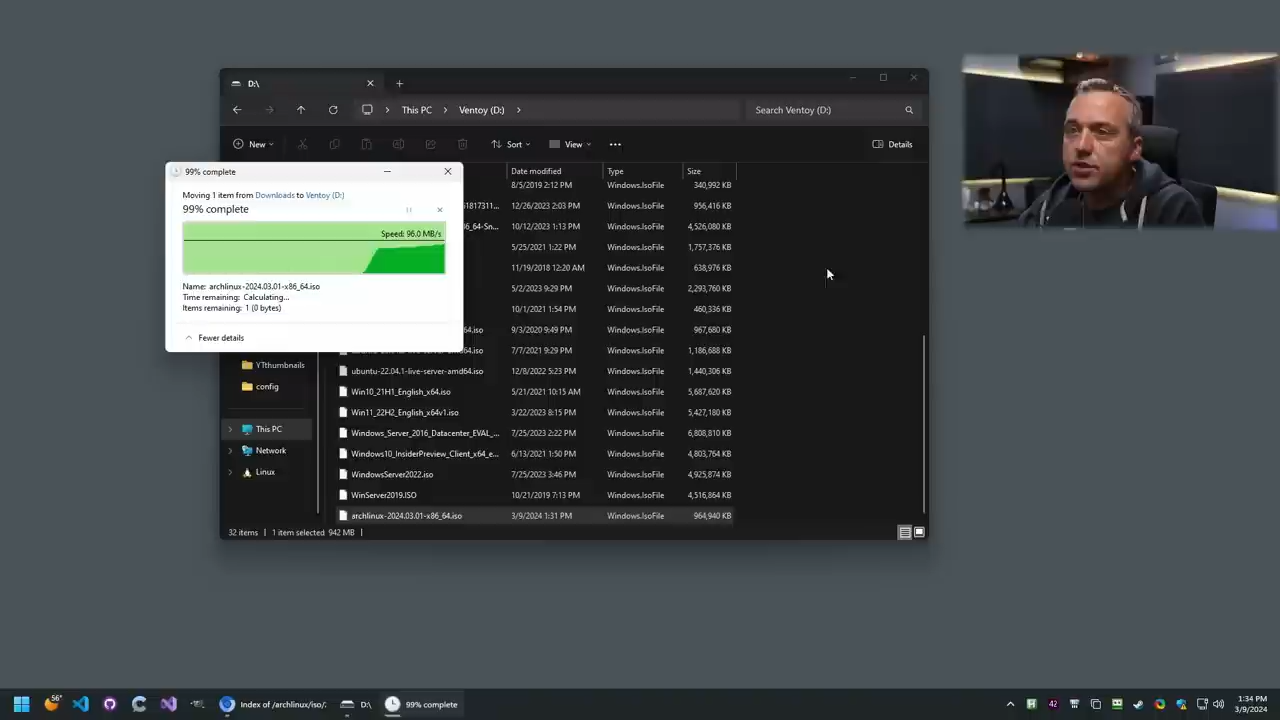 D:\
This PC
Ventoy (D:)
Search Ventoy (D:)
New
Sort
View
Details
Date modified
Type
Size
8/5/2019 2:12 PM Windows.IsoFile 340,992 KB
12/26/2023 2:03 PM Windows.IsoFile 956,416 KB
10/12/2023 1:13 PM Windows.IsoFile 4,526,080 KB
5/25/2021 1:22 PM Windows.IsoFile 1,757,376 KB
11/19/2018 12:20 AM Windows.IsoFile 638,976 KB
5/2/2023 9:29 PM Windows.IsoFile 2,293,760 KB
10/1/2021 1:54 PM Windows.IsoFile 460,336 KB
64.iso 9/3/2020 9:49 PM Windows.IsoFile 967,680 KB
64.iso 7/7/2021 9:29 PM Windows.IsoFile 1,186,688 KB
ubuntu-22.04.1-live-server-amd64.iso 12/8/2022 5:23 PM Windows.IsoFile 1,440,306 KB
Win10_21H1_English_x64.iso 5/21/2021 10:15 AM Windows.IsoFile 5,687,620 KB
Win11_22H2_English_x64v1.iso 3/22/2023 8:15 PM Windows.IsoFile 5,427,180 KB
Windows_Server_2016_Datacenter_EVAL_... 7/25/2023 2:22 PM Windows.IsoFile 6,808,810 KB
Windows10_InsiderPreview_Client_x64_e... 6/13/2021 1:50 PM Windows.IsoFile 4,803,764 KB
WindowsServer2022.iso 7/25/2023 3:46 PM Windows.IsoFile 4,925,874 KB
WinServer2019.ISO 10/21/2019 7:13 PM Windows.IsoFile 4,516,864 KB
archlinux-2024.03.01-x86_64.iso 3/9/2024 1:31 PM Windows.IsoFile 964,940 KB
YTthumbnails
config
This PC
Network
Linux
32 items 1 item selected 942 MB
99% complete
Moving 1 item from Downloads to Ventoy (D:)
99% complete
Speed: 96.0 MB/s
Name: archlinux-2024.03.01-x86_64.iso
Time remaining: Calculating...
Items remaining: 1 (0 bytes)
Fewer details
56°
Index of /archlinux/iso/
D:\
99% complete
42
1:34 PM
3/9/2024